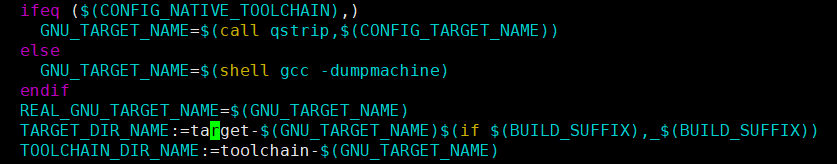 ifeq ($(CONFIG_NATIVE_TOOLCHAIN),)
  GNU_TARGET_NAME=$(call qstrip,$(CONFIG_TARGET_NAME))
else
  GNU_TARGET_NAME=$(shell gcc -dumpmachine)
endif
REAL_GNU_TARGET_NAME=$(GNU_TARGET_NAME)
TARGET_DIR_NAME:=target-$(GNU_TARGET_NAME)$(if $(BUILD_SUFFIX),_$(BUILD_SUFFIX))
TOOLCHAIN_DIR_NAME:=toolchain-$(GNU_TARGET_NAME)